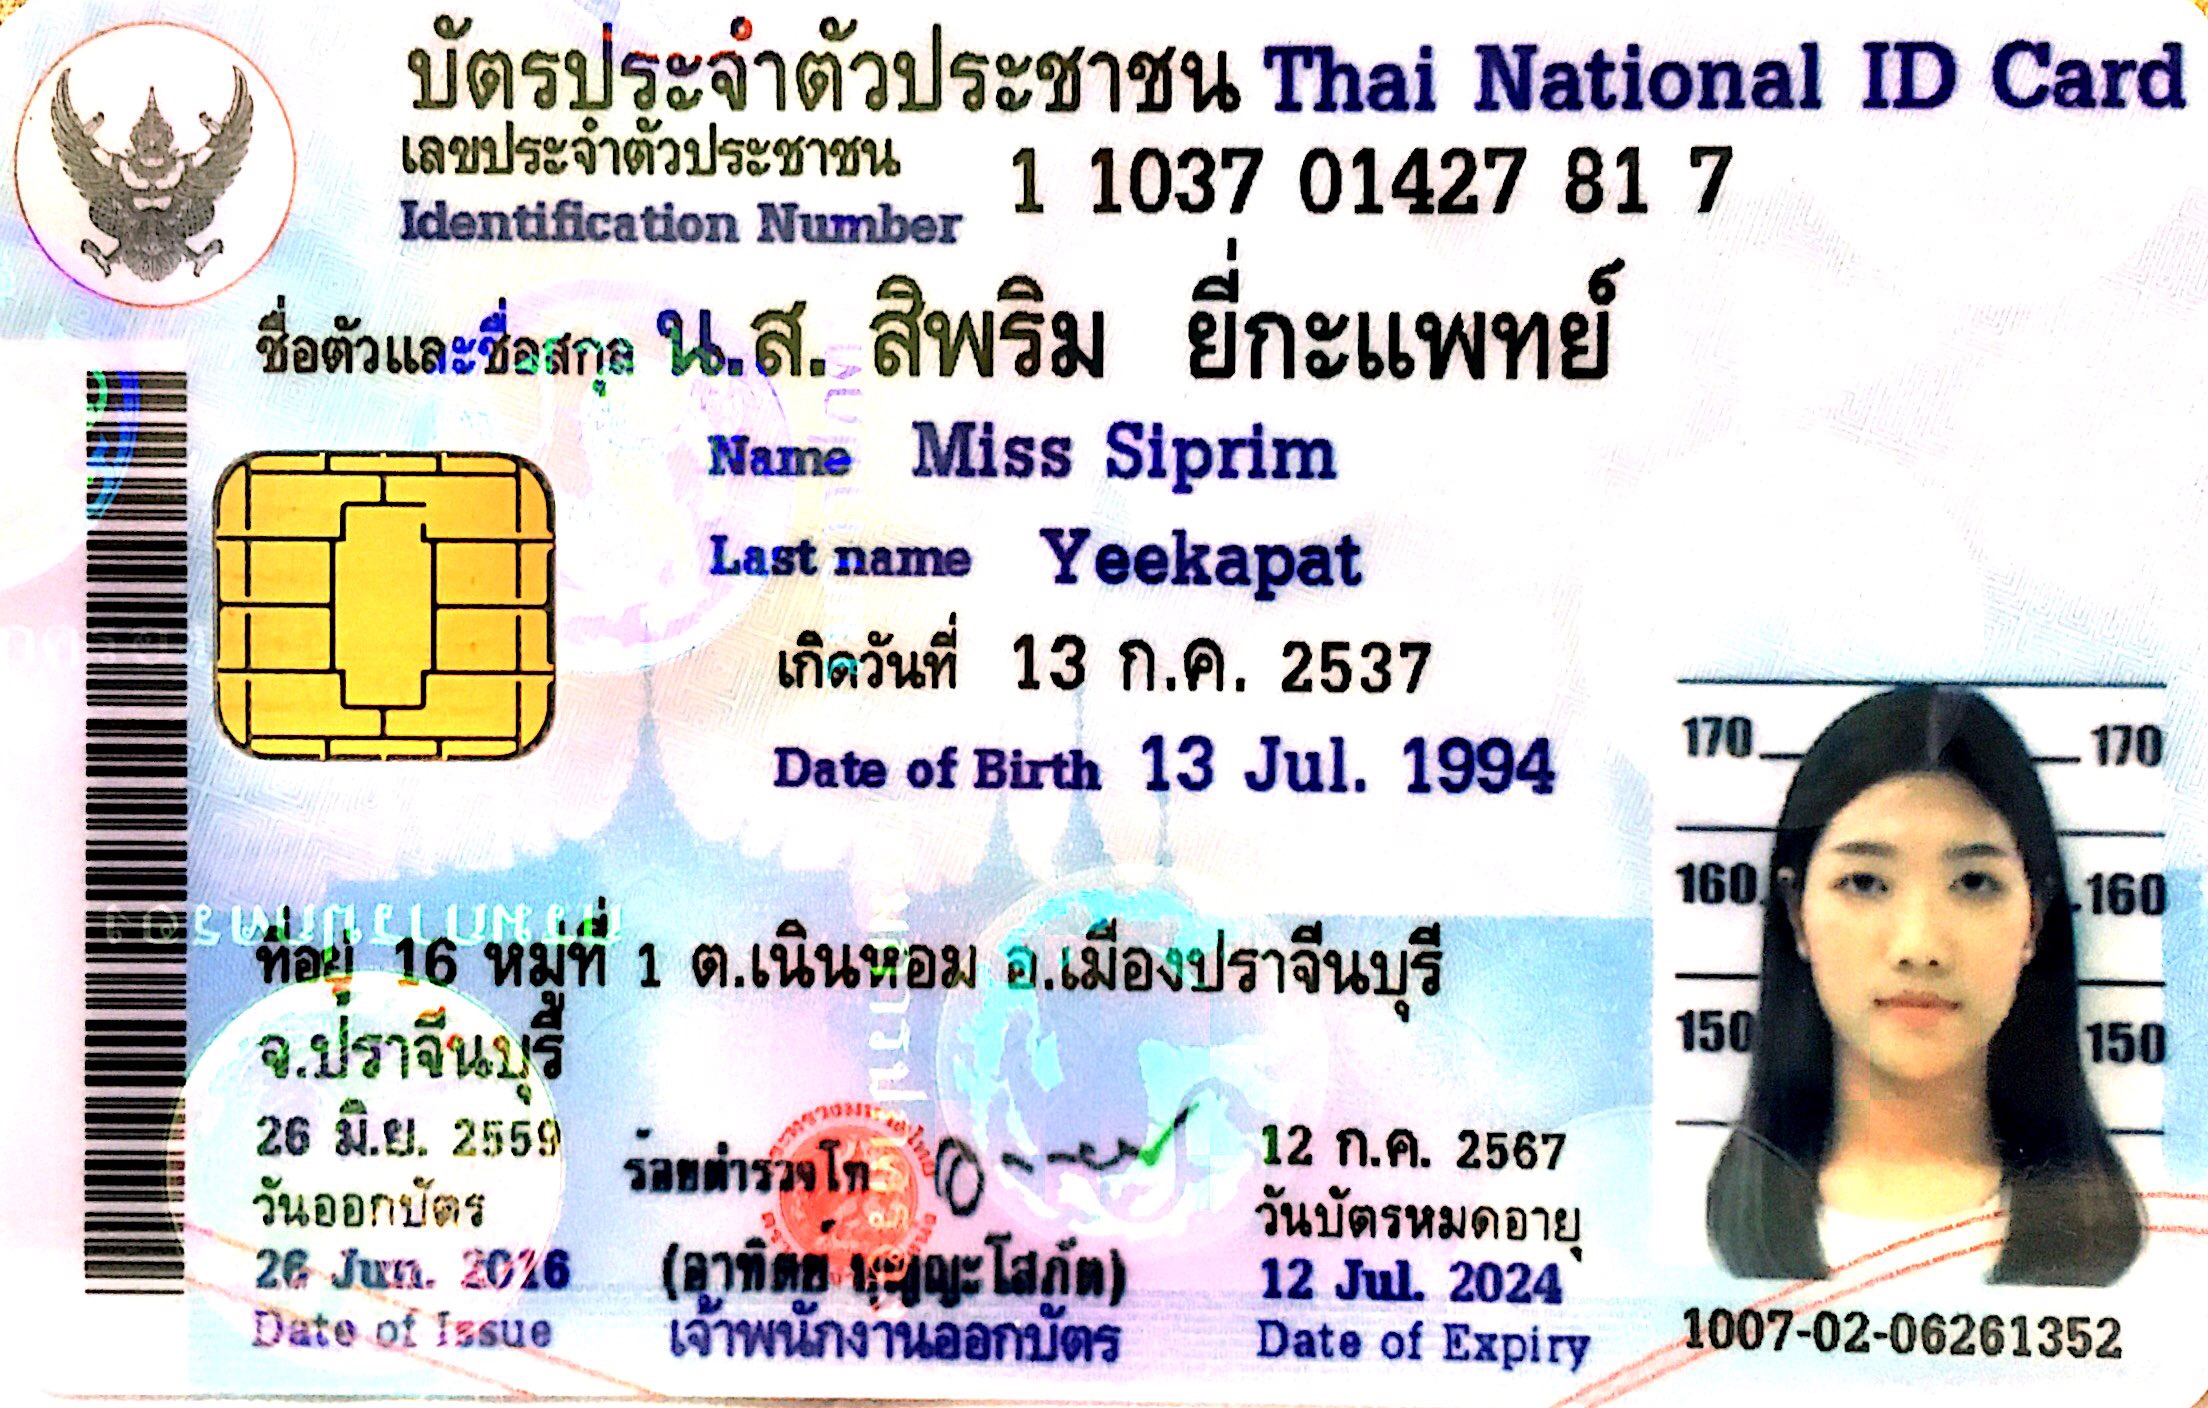 บัตรประจำตัวประชาชน Thai National ID Card
เลขประจำตัวประชาชน
Identification Number 1 1037 01427 81 7
ชื่อตัวและชื่อสกุล น.ส. สิพริม ยี่กะแพทย์
Name Miss Siprim
Last name Yeekapat
เกิดวันที่ 13 ก.ค. 2537
Date of Birth 13 Jul. 1994
170 170
160 160
150 150
ที่อยู่ 16 หมู่ที่ 1 ต.เนินหอม อ.เมืองปราจีนบุรี
จ.ปราจีนบุรี
26 มิ.ย. 2559
วันออกบัตร
26 Jun. 2016
Date of Issue
ร้อยตำรวจโท
(อาทิตย์ บุญญะโสภัต)
เจ้าพนักงานออกบัตร
12 ก.ค. 2567
วันบัตรหมดอายุ
12 Jul. 2024
Date of Expiry
1007-02-06261352